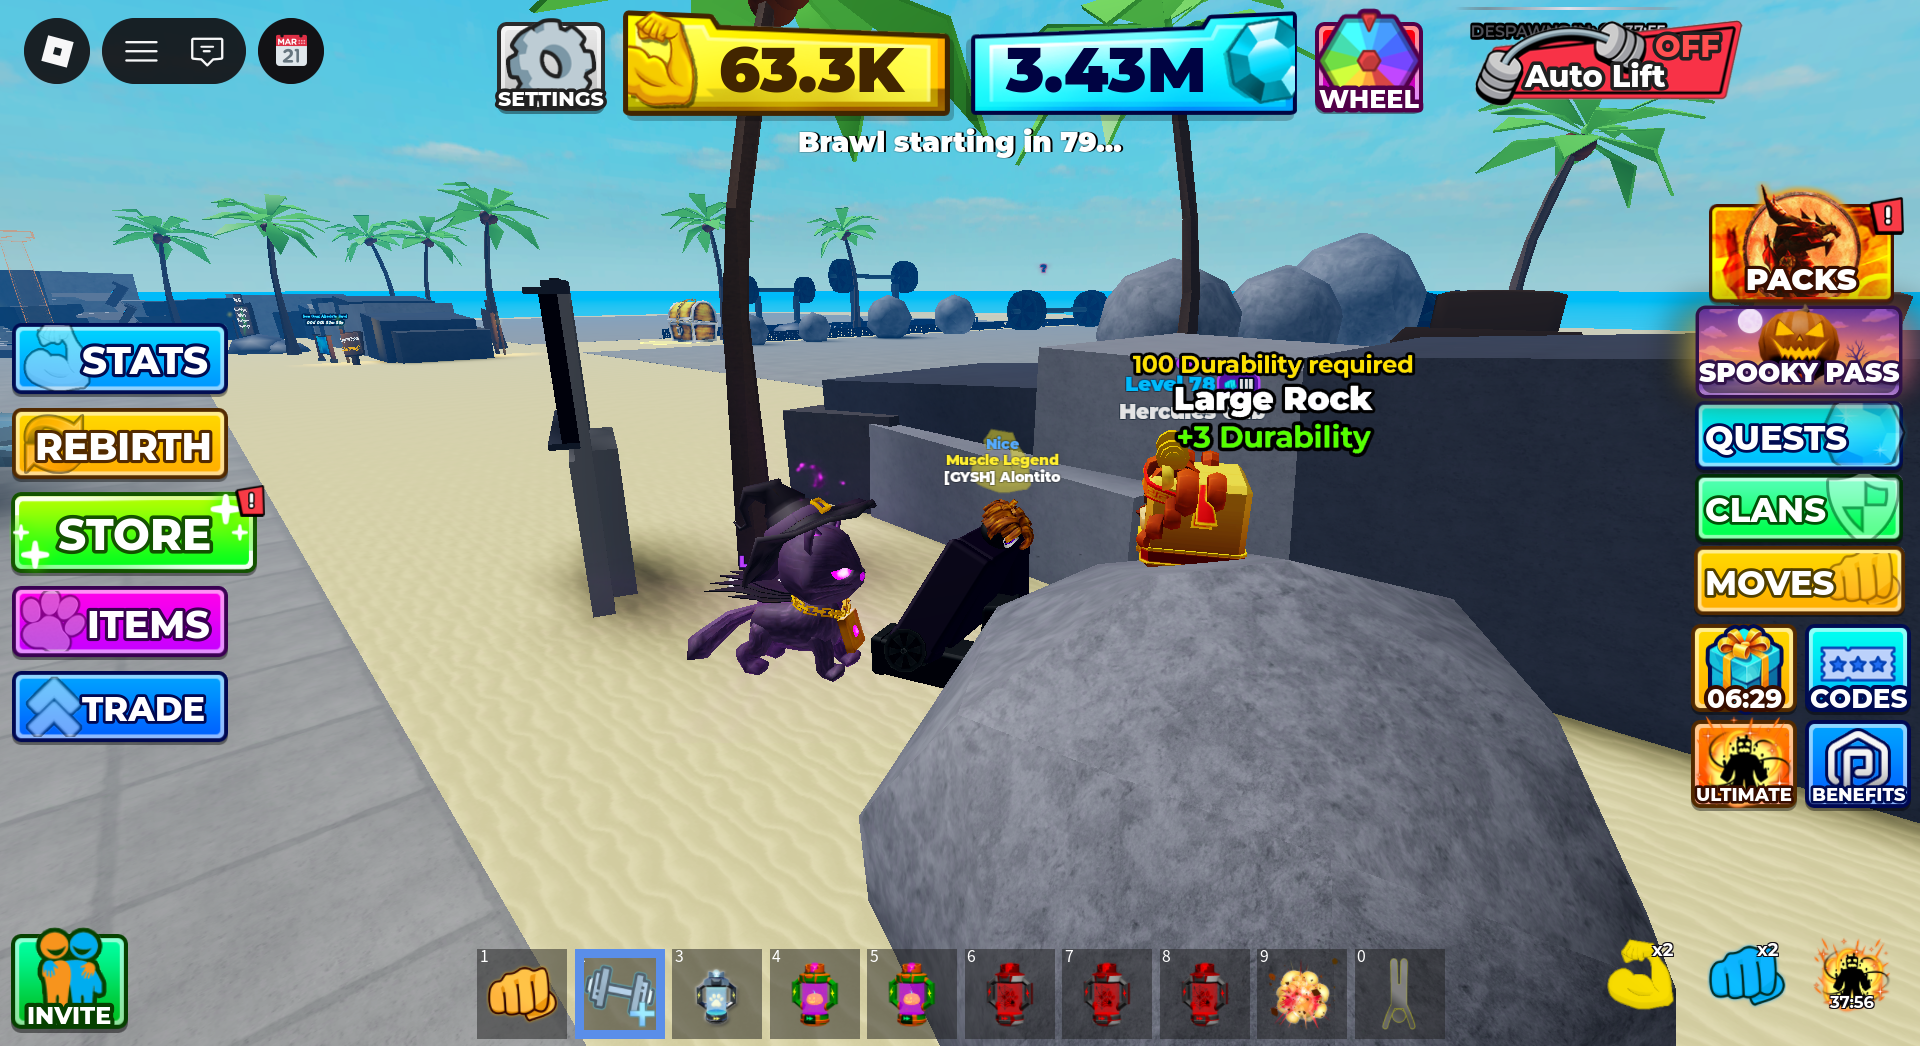 MAR
21
SETTINGS
63.3K
3.43M
WHEEL
OFF
Auto Lift
Brawl starting in 79...
PACKS
!
SPOOKY PASS
STATS
REBIRTH
STORE
!
ITEMS
TRADE
100 Durability required
Level 78
Large Rock
+3 Durability
Nice
Muscle Legend
[GYSH] Alontito
QUESTS
CLANS
MOVES
06:29
CODES
ULTIMATE
BENEFITS
INVITE
1
3
4
5
6
7
8
9
0
x2
x2
37:56